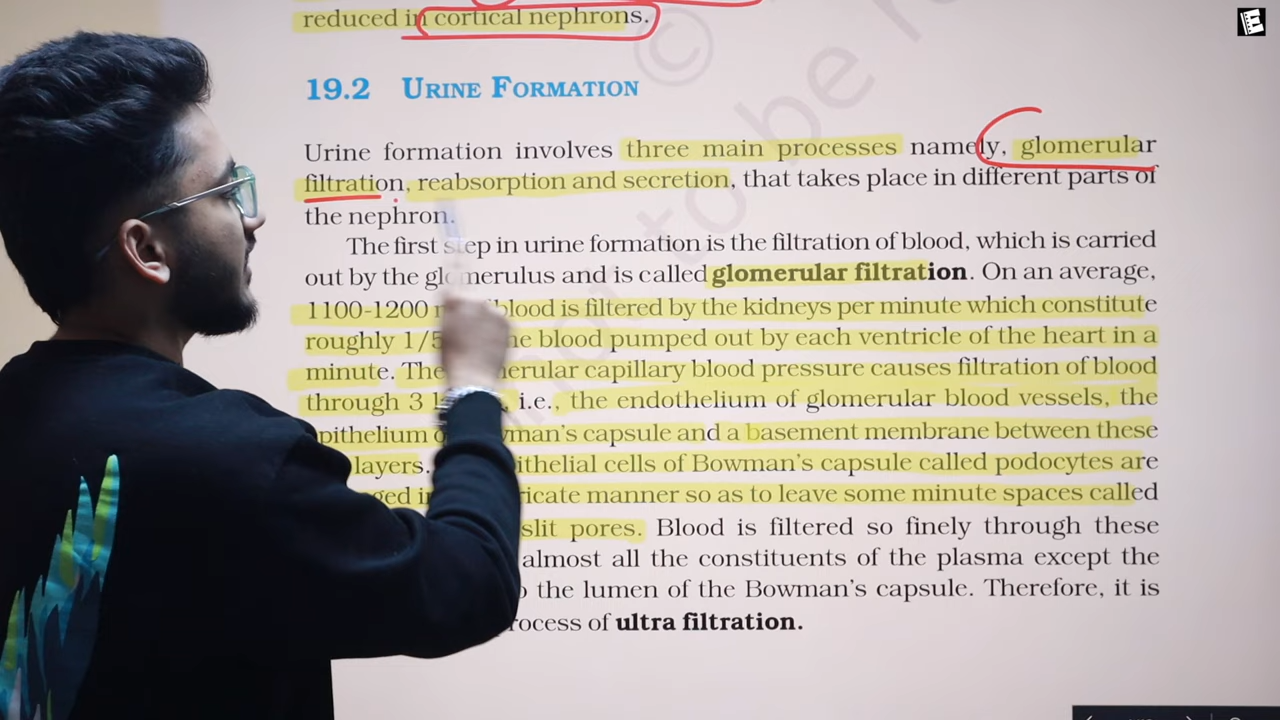 reduced in cortical nephrons.
19.2 URINE FORMATION
Urine formation involves three main processes namely, glomerular
filtration, reabsorption and secretion, that takes place in different parts of
the nephron.
The first step in urine formation is the filtration of blood, which is carried
out by the glomerulus and is called glomerular filtration. On an average,
1100-1200 blood is filtered by the kidneys per minute which constitute
roughly 1/5 the blood pumped out by each ventricle of the heart in a
minute. The glomerular capillary blood pressure causes filtration of blood
through 3 i.e., the endothelium of glomerular blood vessels, the
epithelium Bowman's capsule and a basement membrane between these
layers. epithelial cells of Bowman's capsule called podocytes are
intricate manner so as to leave some minute spaces called
slit pores. Blood is filtered so finely through these
almost all the constituents of the plasma except the
the lumen of the Bowman's capsule. Therefore, it is
process of ultra filtration.
© not to be
E